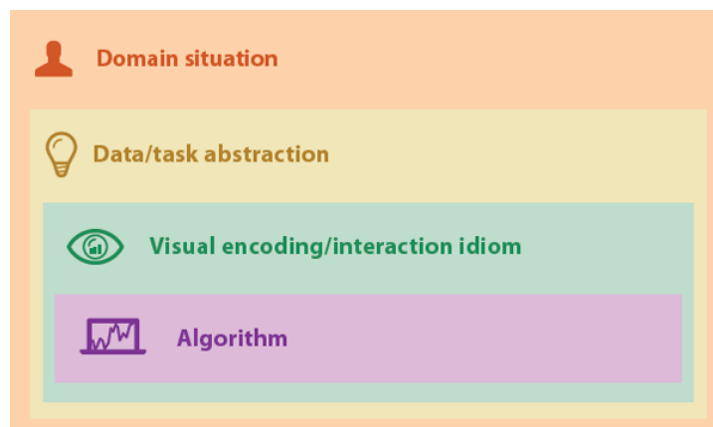 Domain situation
Data/task abstraction
Visual encoding/interaction idiom
Algorithm